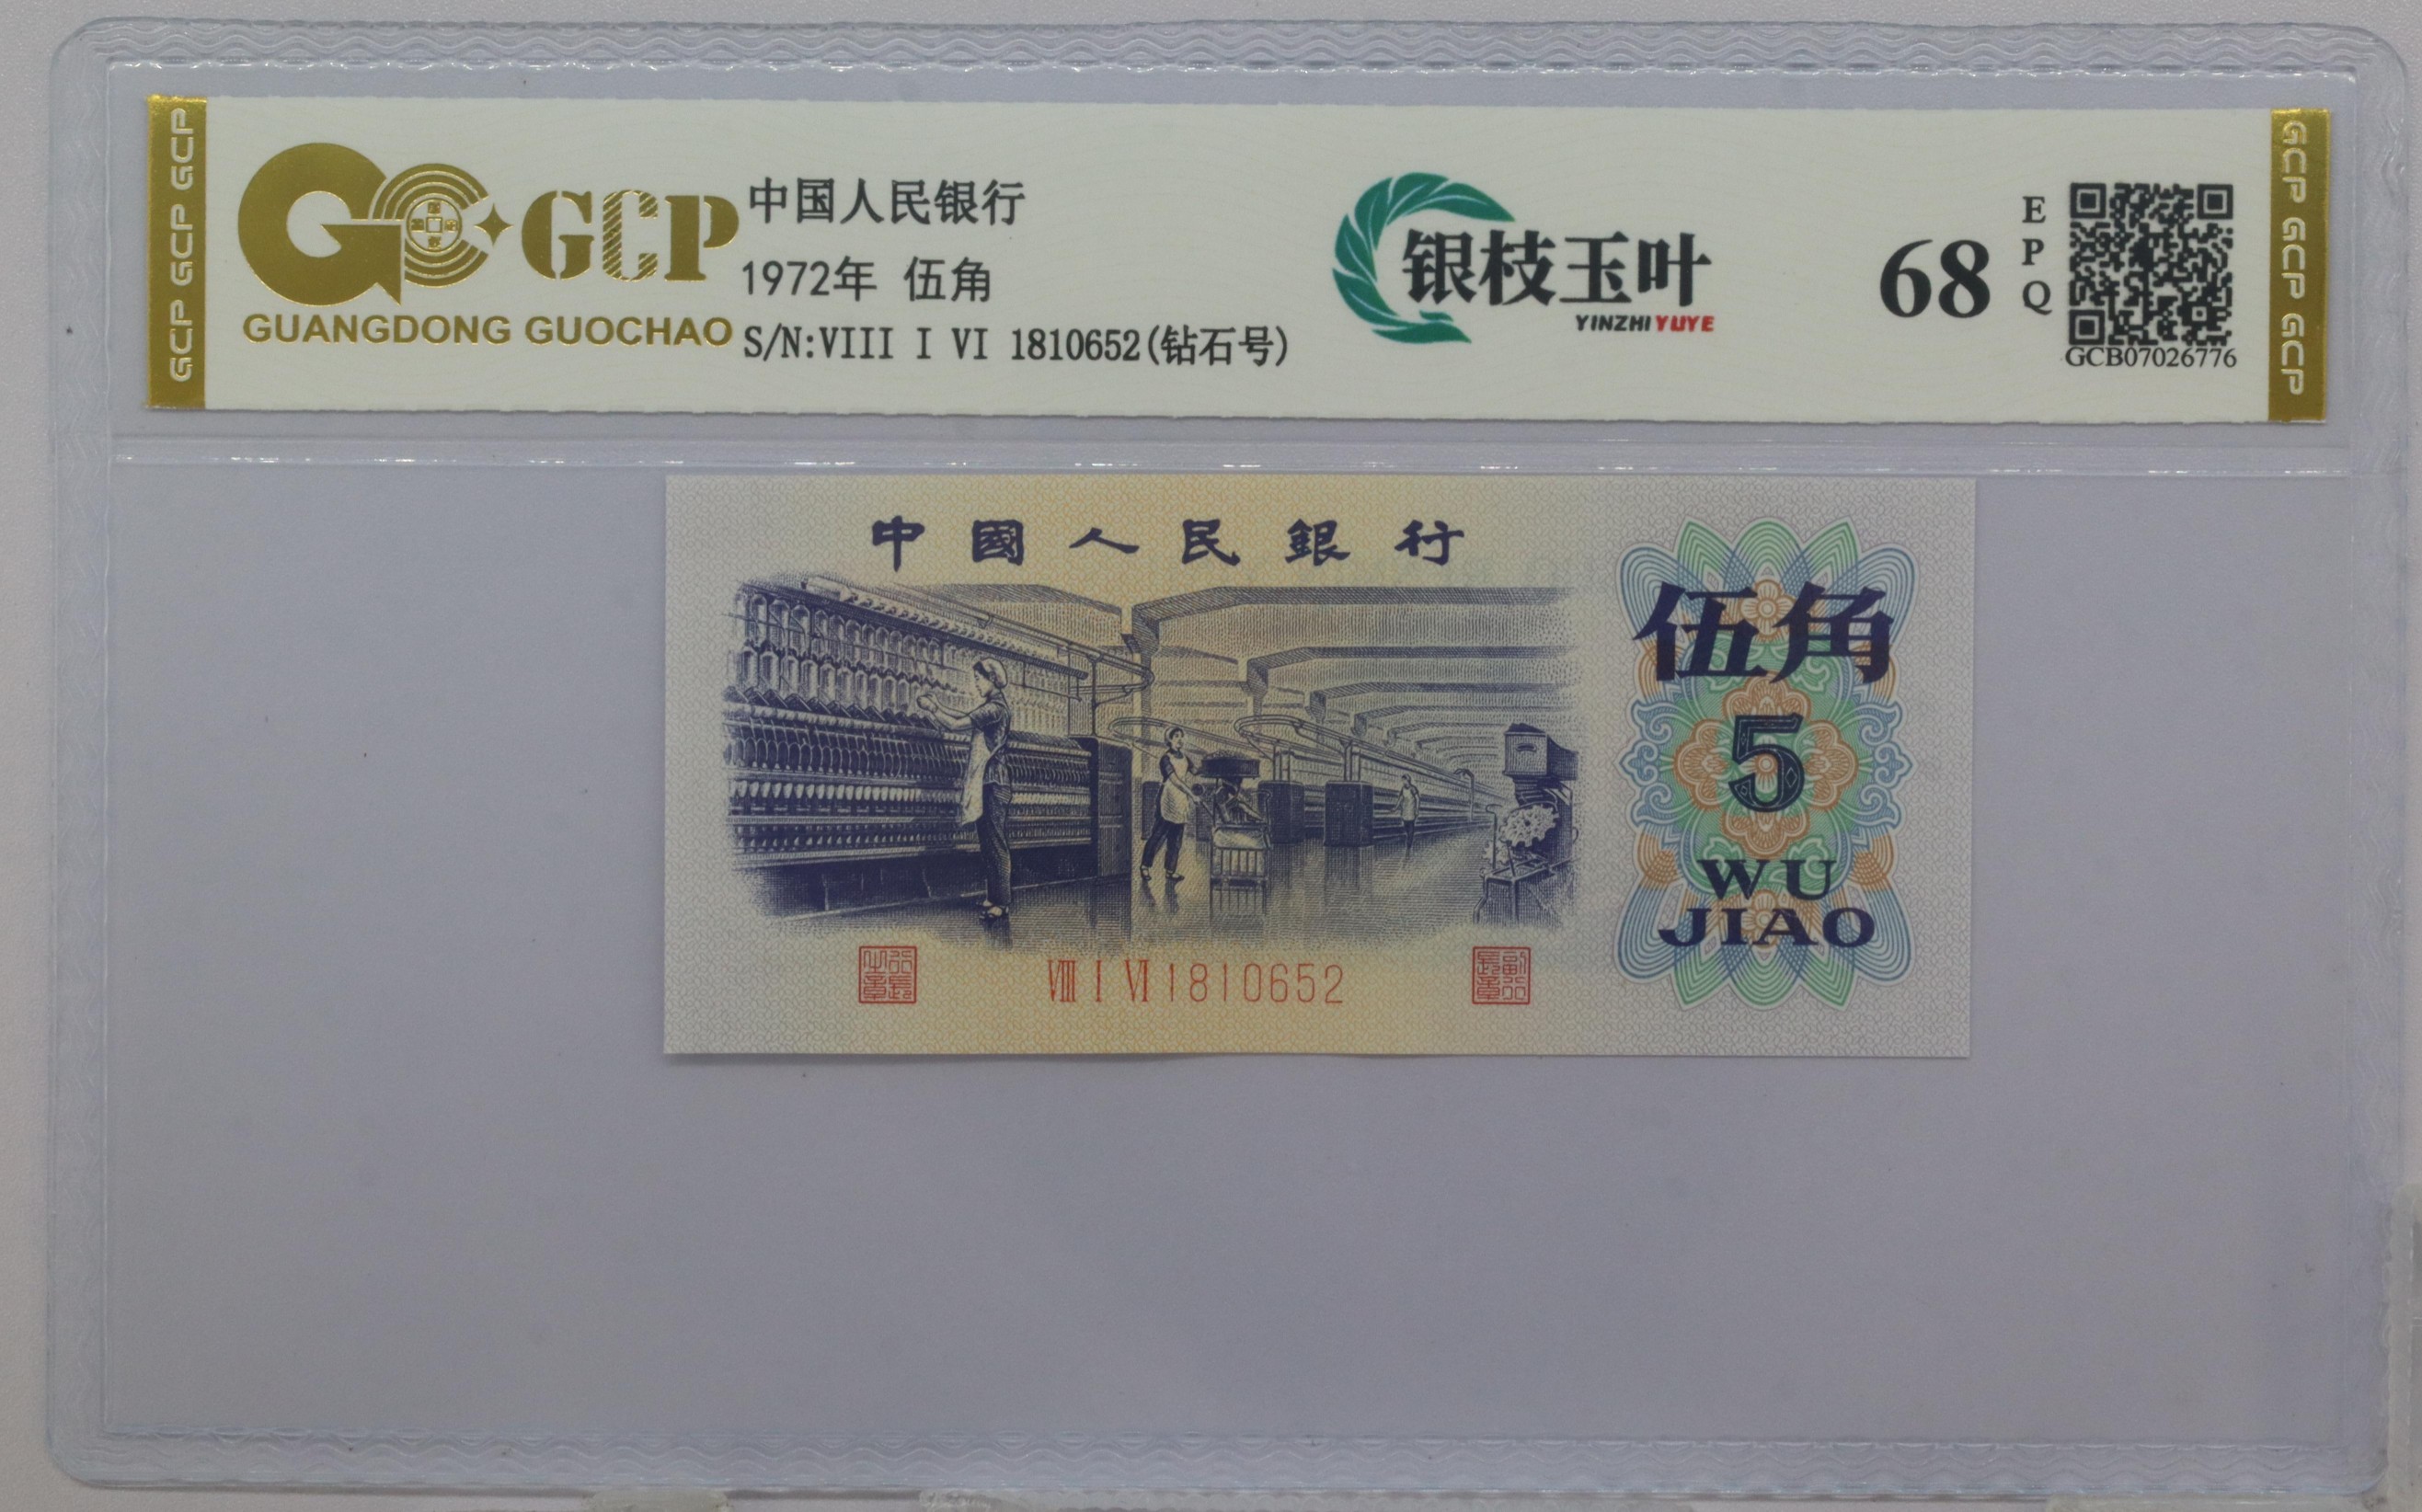 GCP GCP GCP
GCP
GUANGDONG GUOCHAO
中国人民银行
1972年 伍角
S/N:VIII I VI 1810652(钻石号)
银枝玉叶
YINZHI YUYE
68
EPQ
GCB07026776
GCP GCP GCP
中國人民銀行
伍角
5
WU
JIAO
VIII I VI 1810652